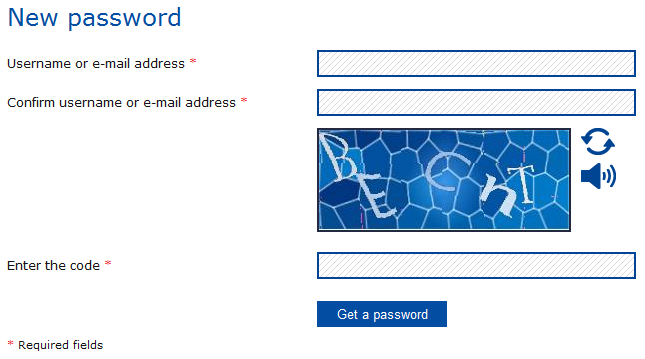 New password
Username or e-mail address *
Confirm username or e-mail address *
Enter the code *
Get a password
* Required fields